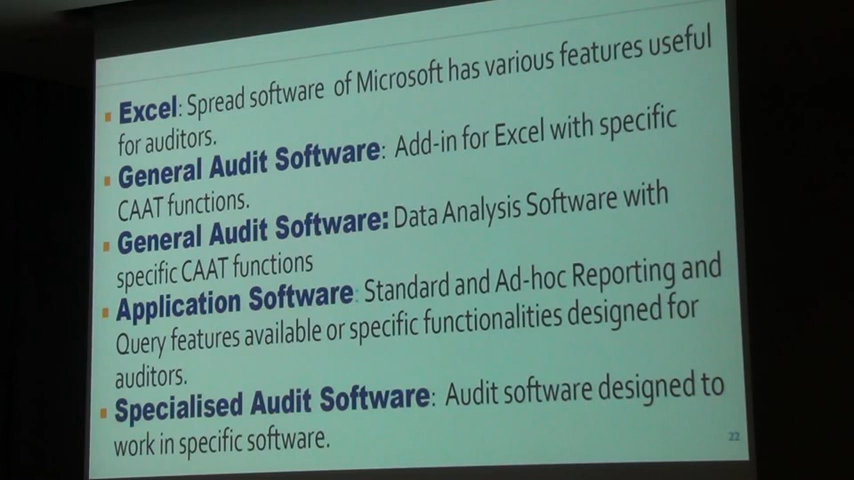 ▪ Excel: Spread software of Microsoft has various features useful
for auditors.
▪ General Audit Software: Add-in for Excel with specific
CAAT functions.
▪ General Audit Software: Data Analysis Software with
specific CAAT functions
▪ Application Software: Standard and Ad-hoc Reporting and
Query features available or specific functionalities designed for
auditors.
▪ Specialised Audit Software: Audit software designed to
work in specific software.
22